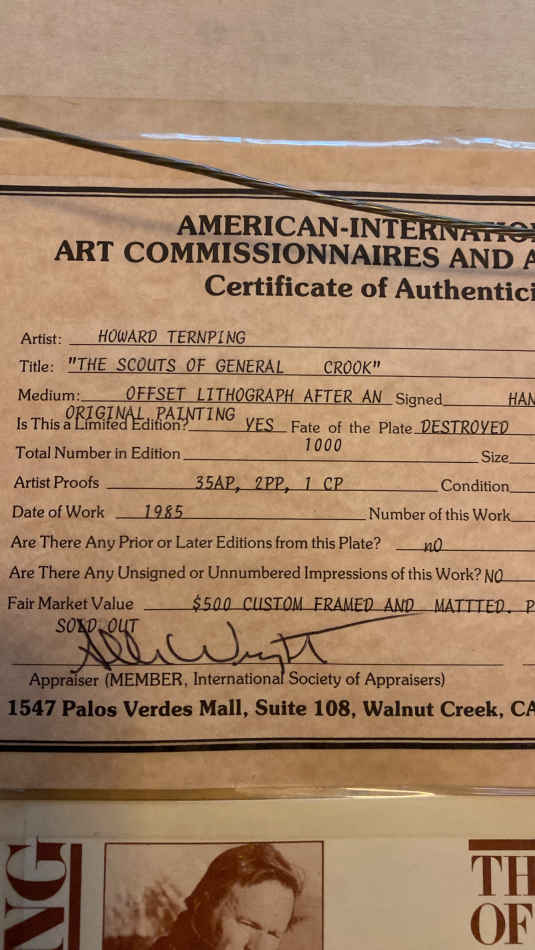 AMERICAN-INTERNATIO
ART COMMISSIONNAIRES AND A
Certificate of Authentici
Artist: HOWARD TERNPING
Title: "THE SCOUTS OF GENERAL CROOK"
Medium: OFFSET LITHOGRAPH AFTER AN Signed HAN
ORIGINAL PAINTING
Is This a Limited Edition? YES Fate of the Plate DESTROYED
Total Number in Edition 1000 Size
Artist Proofs 35AP, 2PP, 1 CP Condition
Date of Work 1985 Number of this Work
Are There Any Prior or Later Editions from this Plate? nO
Are There Any Unsigned or Unnumbered Impressions of this Work? NO
Fair Market Value $500 CUSTOM FRAMED AND MATTTED. P
SOLD OUT
Appraiser (MEMBER, International Society of Appraisers)
1547 Palos Verdes Mall, Suite 108, Walnut Creek, CA
NG
TH
OF